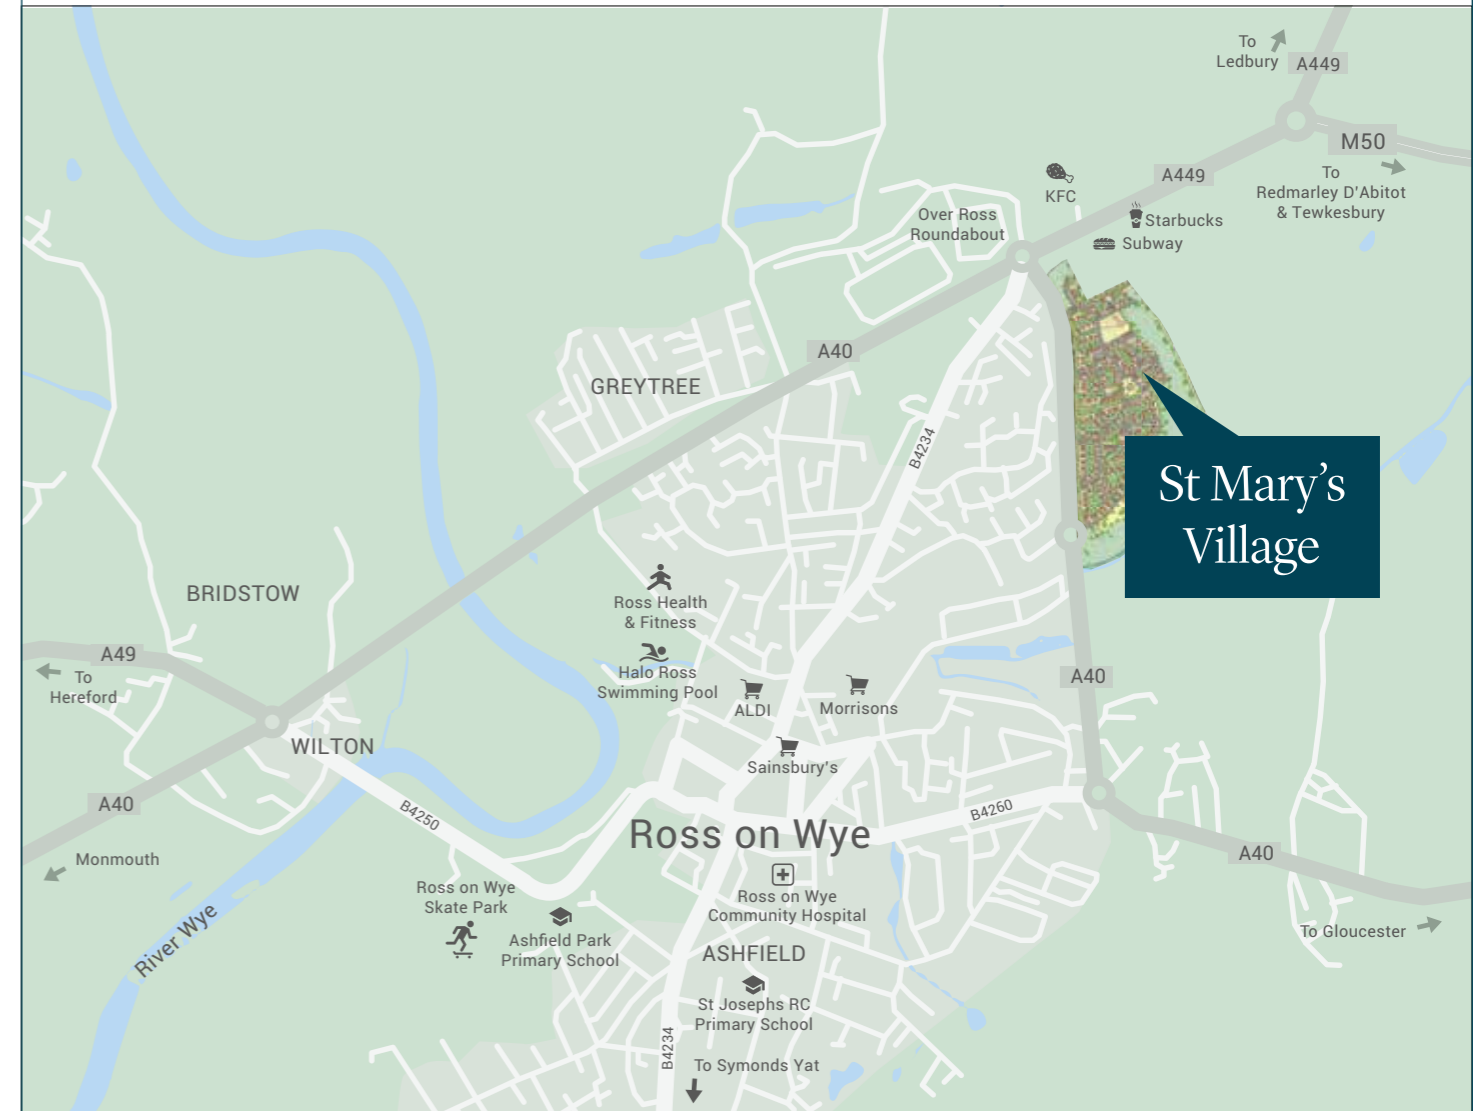 To
Ledbury
A449
M50
To
Redmarley D'Abitot
& Tewkesbury
A449
KFC
Starbucks
Subway
Over Ross
Roundabout
A40
GREYTREE
B4234
St Mary’s
Village
BRIDSTOW
Ross Health
& Fitness
A49
To
Hereford
Halo Ross
Swimming Pool
ALDI
Morrisons
A40
WILTON
Sainsbury's
A40
B4250
B4260
Ross on Wye
A40
Monmouth
Ross on Wye
Skate Park
Ross on Wye
Community Hospital
River Wye
Ashfield Park
Primary School
ASHFIELD
To Gloucester
St Josephs RC
Primary School
B4234
To Symonds Yat